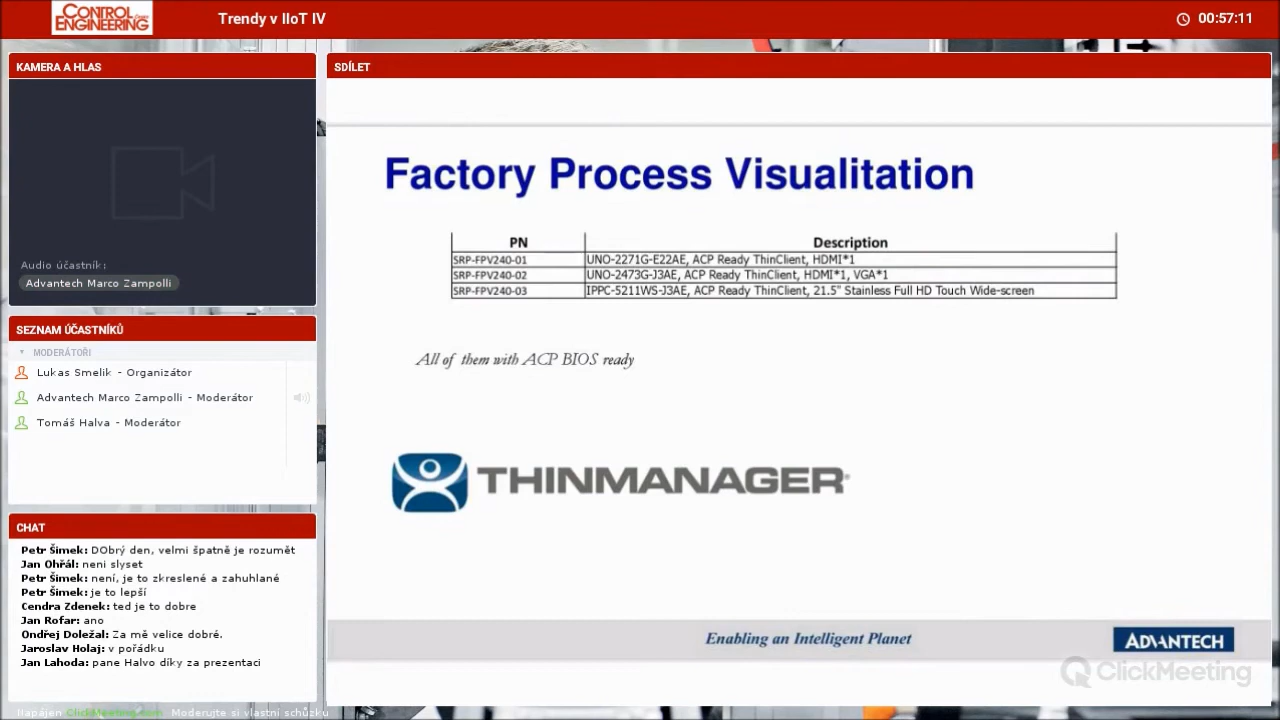 CONTROL
ENGINEERING
Trendy v IIoT IV
00:57:11
KAMERA A HLAS
Audio účastník:
Advantech Marco Zampolli
SEZNAM ÚČASTNÍKŮ
MODERÁTOŘI
Lukas Smelik - Organizátor
Advantech Marco Zampolli - Moderátor
Tomáš Halva - Moderátor
CHAT
Petr Šimek: DObrý den, velmi špatně je rozumět
Jan Ohřál: neni slyset
Petr Šimek: není, je to zkreslené a zahuhlané
Petr Šimek: je to lepší
Cendra Zdenek: ted je to dobre
Jan Rofar: ano
Ondřej Doležal: Za mě velice dobré.
Jaroslav Holaj: v pořádku
Jan Lahoda: pane Halvo díky za prezentaci
Napájen ClickMeeting.com Moderujte si vlastní schůzku
SDÍLET
Factory Process Visualitation
PN Description
SRP-FPV240-01 UNO-2271G-E22AE, ACP Ready ThinClient, HDMI*1
SRP-FPV240-02 UNO-2473G-J3AE, ACP Ready ThinClient, HDMI*1, VGA*1
SRP-FPV240-03 IPPC-5211WS-J3AE, ACP Ready ThinClient, 21.5" Stainless Full HD Touch Wide-screen
All of them with ACP BIOS ready
THINMANAGER®
Enabling an Intelligent Planet
ADVANTECH
ClickMeeting